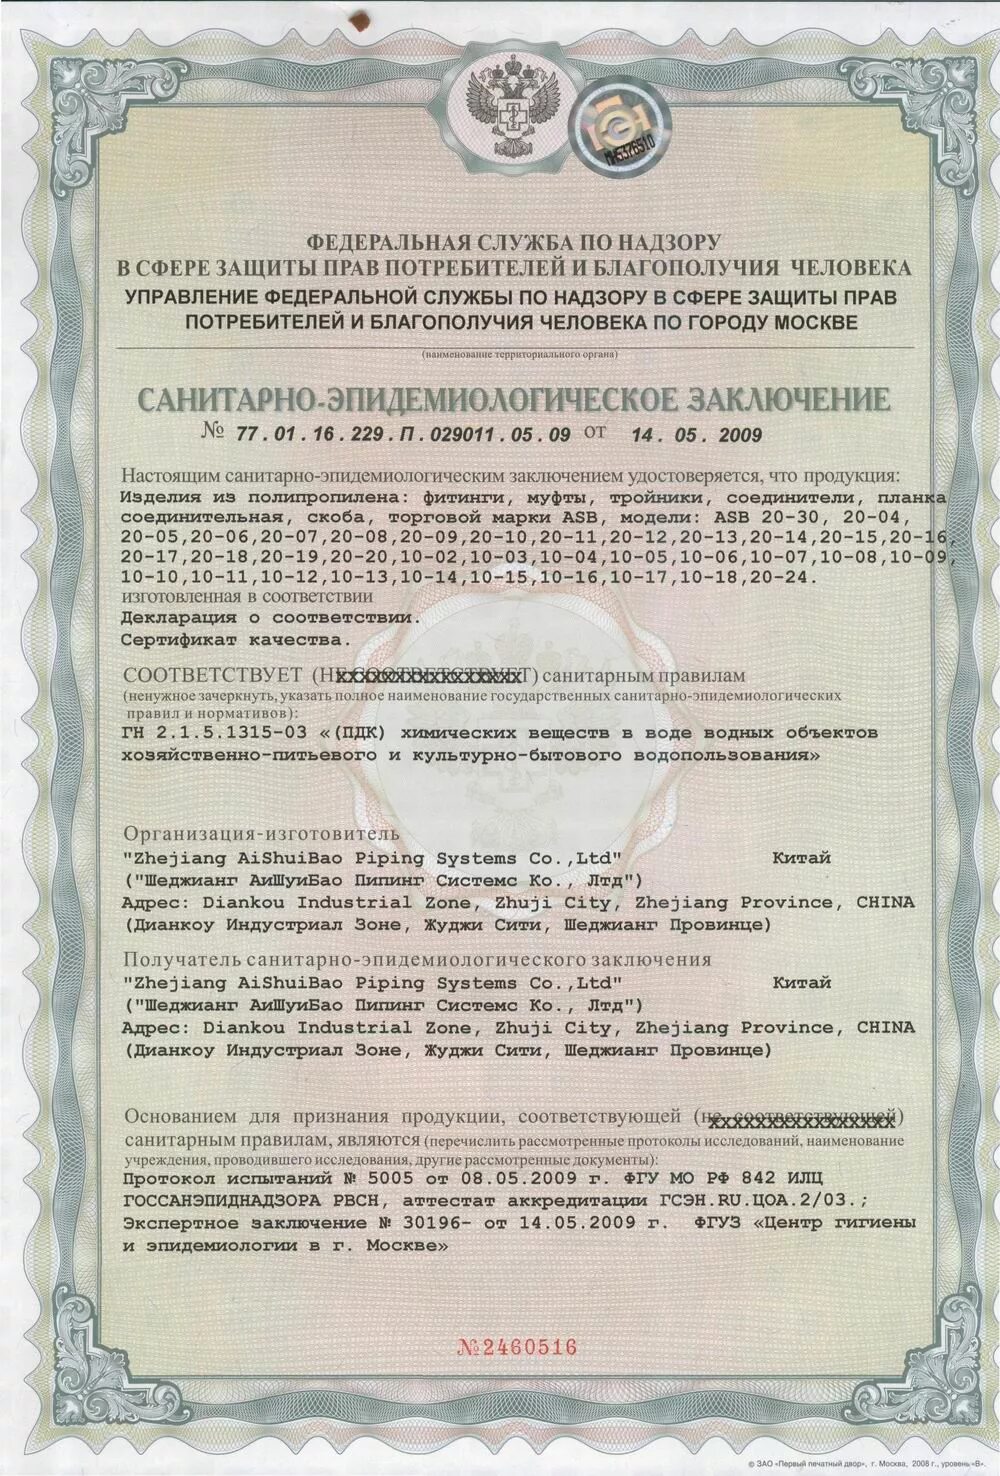 МН5376510
ФЕДЕРАЛЬНАЯ СЛУЖБА ПО НАДЗОРУ
В СФЕРЕ ЗАЩИТЫ ПРАВ ПОТРЕБИТЕЛЕЙ И БЛАГОПОЛУЧИЯ ЧЕЛОВЕКА
УПРАВЛЕНИЕ ФЕДЕРАЛЬНОЙ СЛУЖБЫ ПО НАДЗОРУ В СФЕРЕ ЗАЩИТЫ ПРАВ
ПОТРЕБИТЕЛЕЙ И БЛАГОПОЛУЧИЯ ЧЕЛОВЕКА ПО ГОРОДУ МОСКВЕ
(наименование территориального органа)
САНИТАРНО-ЭПИДЕМИОЛОГИЧЕСКОЕ ЗАКЛЮЧЕНИЕ
№ 77.01.16.229.П.029011.05.09 от 14.05.2009
Настоящим санитарно-эпидемиологическим заключением удостоверяется, что продукция:
Изделия из полипропилена: фитинги, муфты, тройники, соединители, планка
соединительная, скоба, торговой марки ASB, модели: ASB 20-30, 20-04,
20-05,20-06,20-07,20-08,20-09,20-10,20-11,20-12,20-13,20-14,20-15,20-16,
20-17,20-18,20-19,20-20,10-02,10-03,10-04,10-05,10-06,10-07,10-08,10-09,
10-10,10-11,10-12,10-13,10-14,10-15,10-16,10-17,10-18,20-24.
изготовленная в соответствии
Декларация о соответствии.
Сертификат качества.
СООТВЕТСТВУЕТ (НЕ СООТВЕТСТВУЕТ) санитарным правилам
(ненужное зачеркнуть, указать полное наименование государственных санитарно-эпидемиологических
правил и нормативов):
ГН 2.1.5.1315-03 «(ПДК) химических веществ в воде водных объектов
хозяйственно-питьевого и культурно-бытового водопользования»
Организация-изготовитель
"Zhejiang AiShuiBao Piping Systems Co.,Ltd" Китай
("Шеджианг АиШуиБао Пипинг Системс Ко., Лтд")
Адрес: Diankou Industrial Zone, Zhuji City, Zhejiang Province, CHINA
(Дианкоу Индустриал Зоне, Жуджи Сити, Шеджианг Провинце)
Получатель санитарно-эпидемиологического заключения
"Zhejiang AiShuiBao Piping Systems Co.,Ltd" Китай
("Шеджианг АиШуиБао Пипинг Системс Ко., Лтд")
Адрес: Diankou Industrial Zone, Zhuji City, Zhejiang Province, CHINA
(Дианкоу Индустриал Зоне, Жуджи Сити, Шеджианг Провинце)
Основанием для признания продукции, соответствующей (не соответствующей)
санитарным правилам, являются (перечислить рассмотренные протоколы исследований, наименование
учреждения, проводившего исследования, другие рассмотренные документы):
Протокол испытаний № 5005 от 08.05.2009 г. ФГУ МО РФ 842 ИЛЦ
ГОССАНЭПИДНАДЗОРА РВСН, аттестат аккредитации ГСЭН.RU.ЦОА.2/03.;
Экспертное заключение № 30196- от 14.05.2009 г. ФГУЗ «Центр гигиены
и эпидемиологии в г. Москве»
№2460516
© ЗАО «Первый печатный двор», г. Москва, 2008 г., уровень «В».